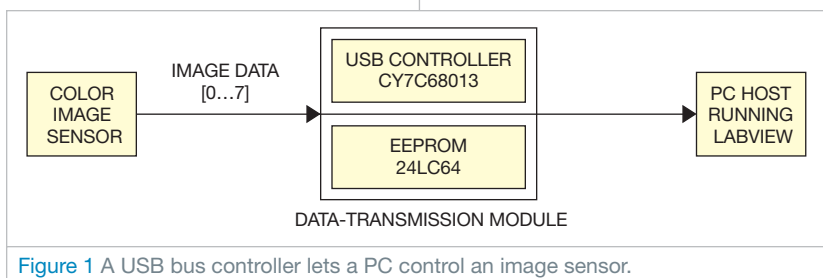 COLOR
IMAGE
SENSOR
IMAGE DATA
[0…7]
USB CONTROLLER
CY7C68013
EEPROM
24LC64
DATA-TRANSMISSION MODULE
PC HOST
RUNNING
LABVIEW
Figure 1 A USB bus controller lets a PC control an image sensor.